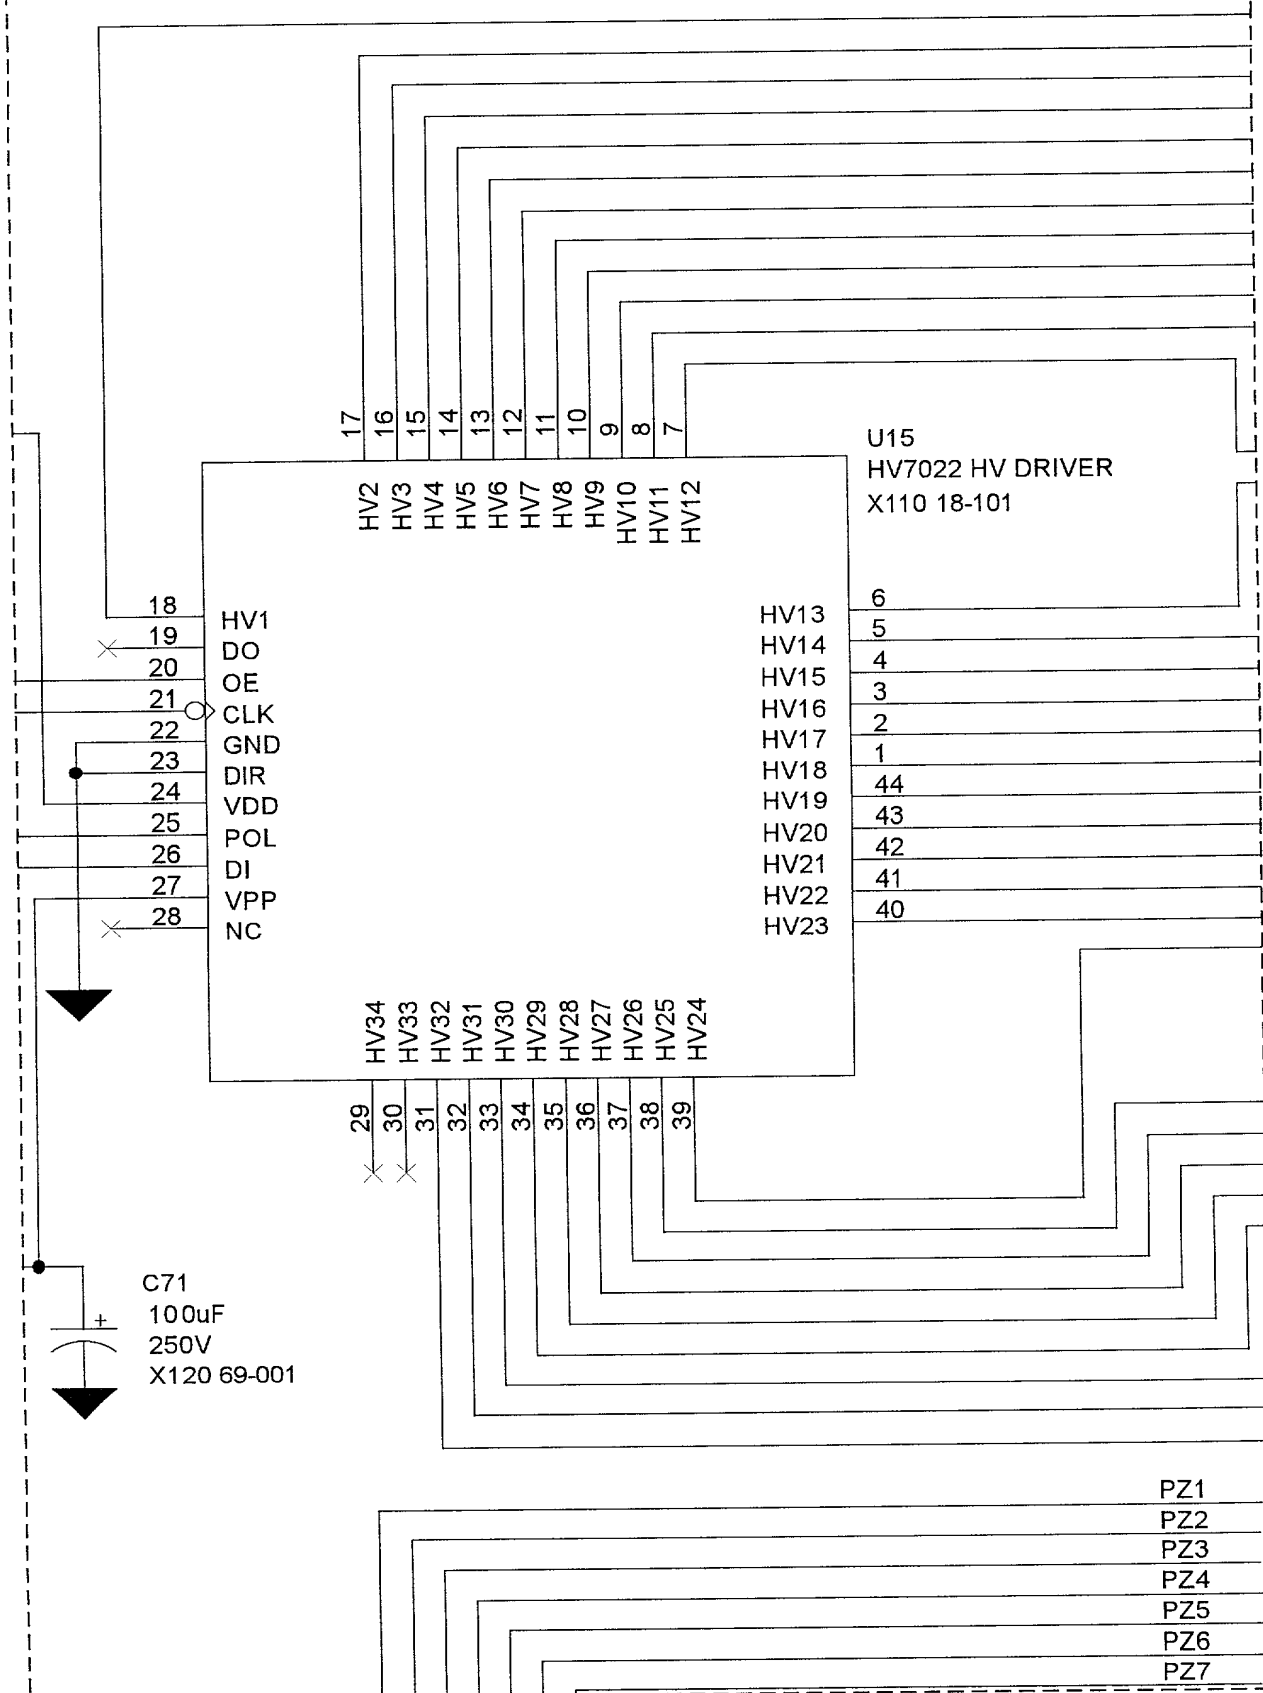 17
16
15
14
13
12
11
10
9
8
7
U15
HV7022 HV DRIVER
X110 18-101
HV2
HV3
HV4
HV5
HV6
HV7
HV8
HV9
HV10
HV11
HV12
18
HV1
19
DO
20
OE
21
CLK
22
GND
23
DIR
24
VDD
25
POL
26
DI
27
VPP
28
NC
HV13
6
HV14
5
HV15
4
HV16
3
HV17
2
HV18
1
HV19
44
HV20
43
HV21
42
HV22
41
HV23
40
HV34
HV33
HV32
HV31
HV30
HV29
HV28
HV27
HV26
HV25
HV24
29
30
31
32
33
34
35
36
37
38
39
C71
+
100uF
250V
X120 69-001
PZ1
PZ2
PZ3
PZ4
PZ5
PZ6
PZ7